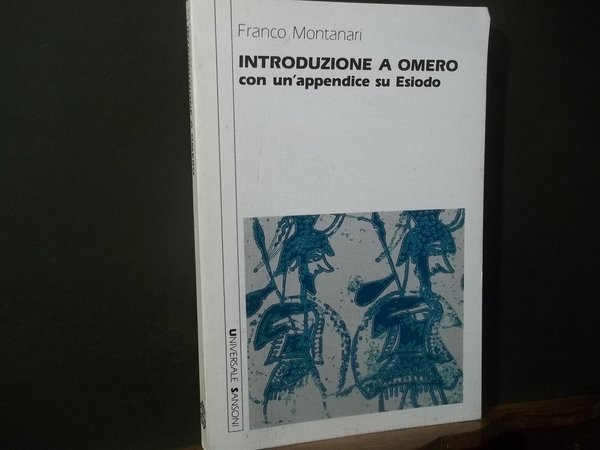 Franco Montanari
INTRODUZIONE A OMERO
con un'appendice su Esiodo
UNIVERSALE SANSONI